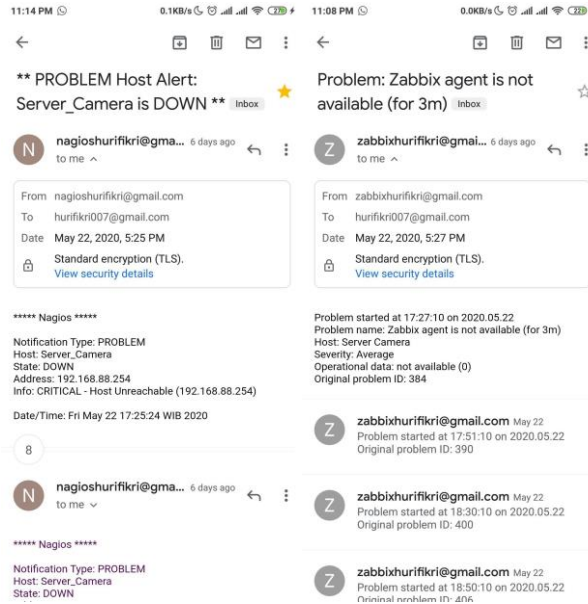 11:14 PM
0.1KB/s
27
** PROBLEM Host Alert:
Server_Camera is DOWN ** Inbox
N
nagioshurifikri@gma... 6 days ago
to me
From nagioshurifikri@gmail.com
To hurifikri007@gmail.com
Date May 22, 2020, 5:25 PM
Standard encryption (TLS).
View security details
***** Nagios *****
Notification Type: PROBLEM
Host: Server_Camera
State: DOWN
Address: 192.168.88.254
Info: CRITICAL - Host Unreachable (192.168.88.254)
Date/Time: Fri May 22 17:25:24 WIB 2020
8
N
nagioshurifikri@gma... 6 days ago
to me
***** Nagios *****
Notification Type: PROBLEM
Host: Server_Camera
State: DOWN
11:08 PM
0.0KB/s
Problem: Zabbix agent is not
available (for 3m) Inbox
Z
zabbixhurifikri@gmai... 6 days ago
to me
From zabbixhurifikri@gmail.com
To hurifikri007@gmail.com
Date May 22, 2020, 5:27 PM
Standard encryption (TLS).
View security details
Problem started at 17:27:10 on 2020.05.22
Problem name: Zabbix agent is not available (for 3m)
Host: Server Camera
Severity: Average
Operational data: not available (0)
Original problem ID: 384
Z
zabbixhurifikri@gmail.com May 22
Problem started at 17:51:10 on 2020.05.22
Original problem ID: 390
Z
zabbixhurifikri@gmail.com May 22
Problem started at 18:30:10 on 2020.05.22
Original problem ID: 400
Z
zabbixhurifikri@gmail.com May 22
Problem started at 18:50:10 on 2020.05.22
Original problem ID: 406